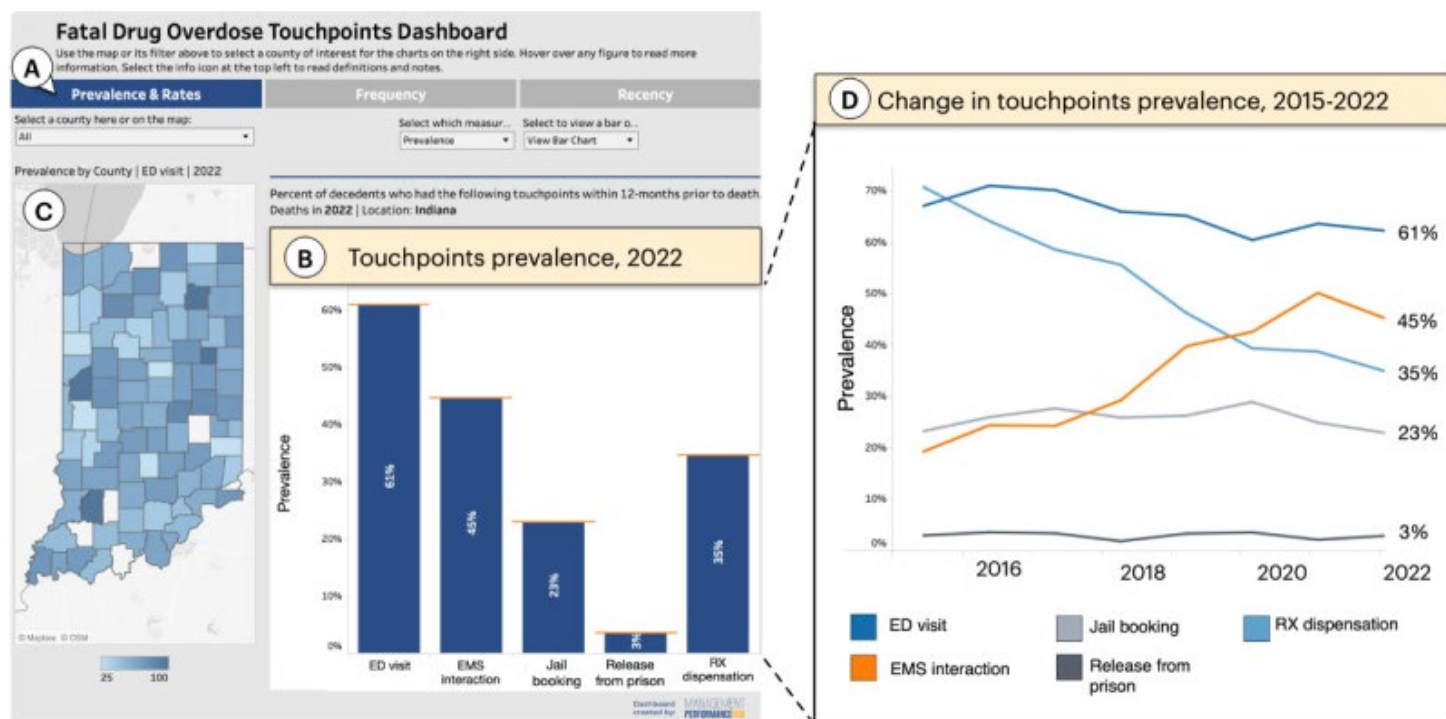 Fatal Drug Overdose Touchpoints Dashboard
Use the map or its filter above to select a county of interest for the charts on the right side. Hover over any figure to read more
information. Select the info icon at the top left to read definitions and notes.
A
Prevalence & Rates
Frequency
Recency
Select a county here or on the map:
All
Select which measur...
Prevalence
Select to view a bar o...
View Bar Chart
Prevalence by County | ED visit | 2022
C
© Mapbox © OSM
25 100
Percent of decedents who had the following touchpoints within 12-months prior to death.
Deaths in 2022 | Location: Indiana
B
Touchpoints prevalence, 2022
Prevalence
60%
50%
40%
30%
20%
10%
0%
61%
45%
23%
3%
35%
ED visit
EMS
interaction
Jail
booking
Release
from prison
RX
dispensation
Dashboard
created by:
MANAGEMENT
PERFORMANCE
D
Change in touchpoints prevalence, 2015-2022
Prevalence
70%
60%
50%
40%
30%
20%
10%
0%
61%
45%
35%
23%
3%
2016
2018
2020
2022
ED visit
Jail booking
RX dispensation
EMS interaction
Release from
prison